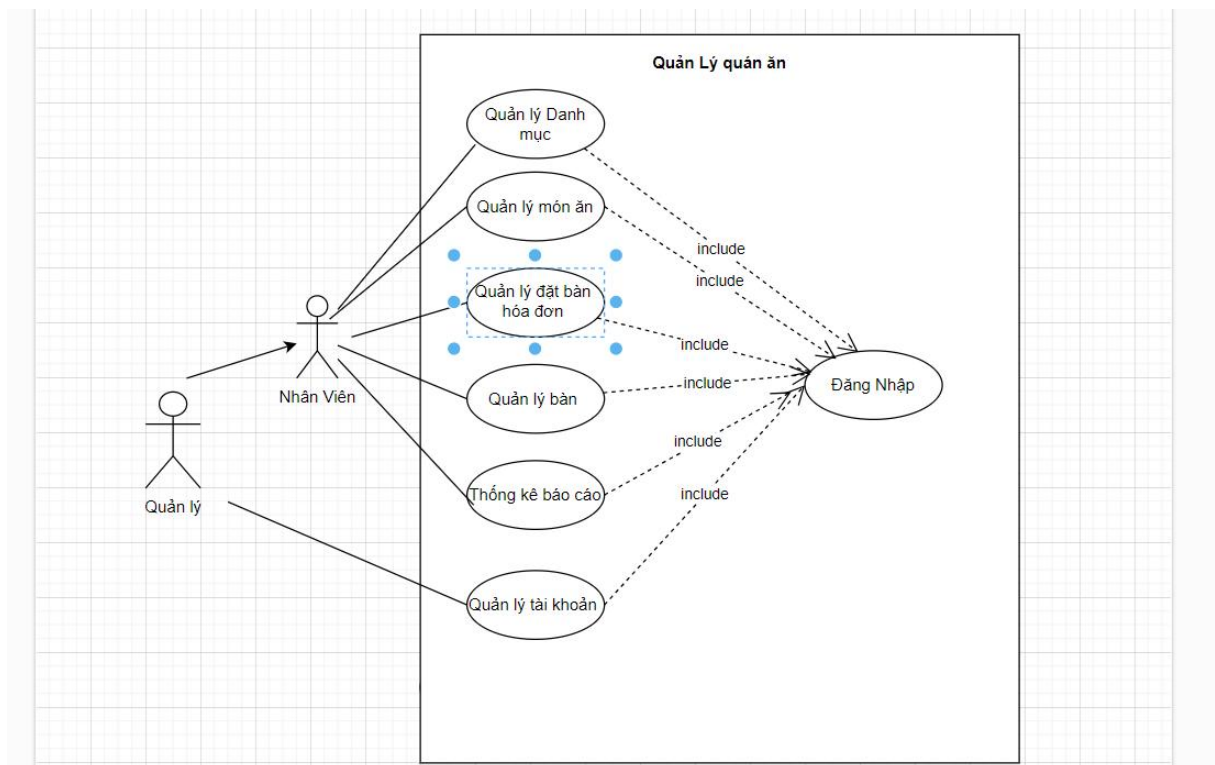 Quản Lý quán ăn
Quản lý Danh
mục
Quản lý món ăn
include
include
Quản lý đặt bàn
hóa đơn
include
Nhân Viên
Quản lý bàn
include
Đăng Nhập
include
Thống kê báo cáo
include
Quản lý
Quản lý tài khoản